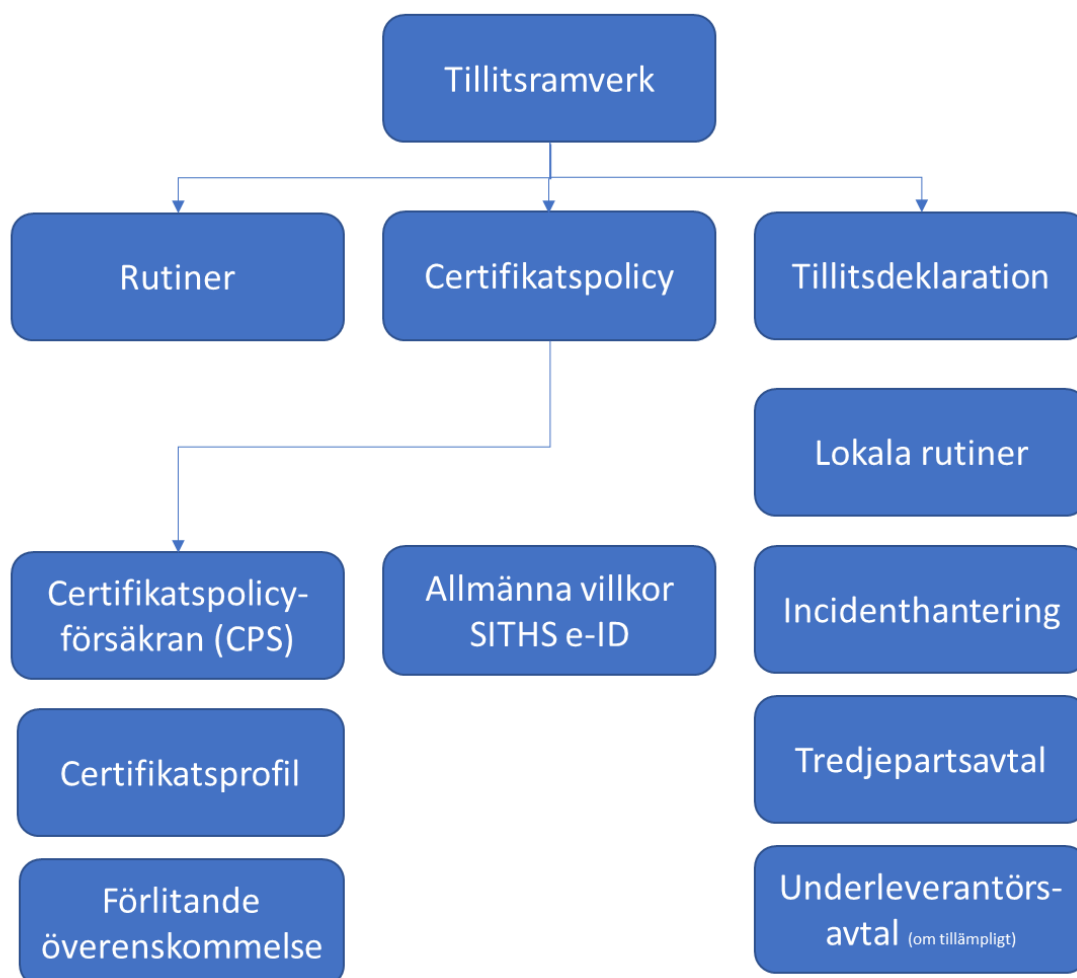 Tillitsramverk
Rutiner
Certifikatspolicy
Tillitsdeklaration
Lokala rutiner
Certifikatspolicy-
försäkran (CPS)
Allmänna villkor
SITHS e-ID
Incidenthantering
Certifikatsprofil
Tredjepartsavtal
Förlitande
överenskommelse
Underleverantörs-
avtal (om tillämpligt)